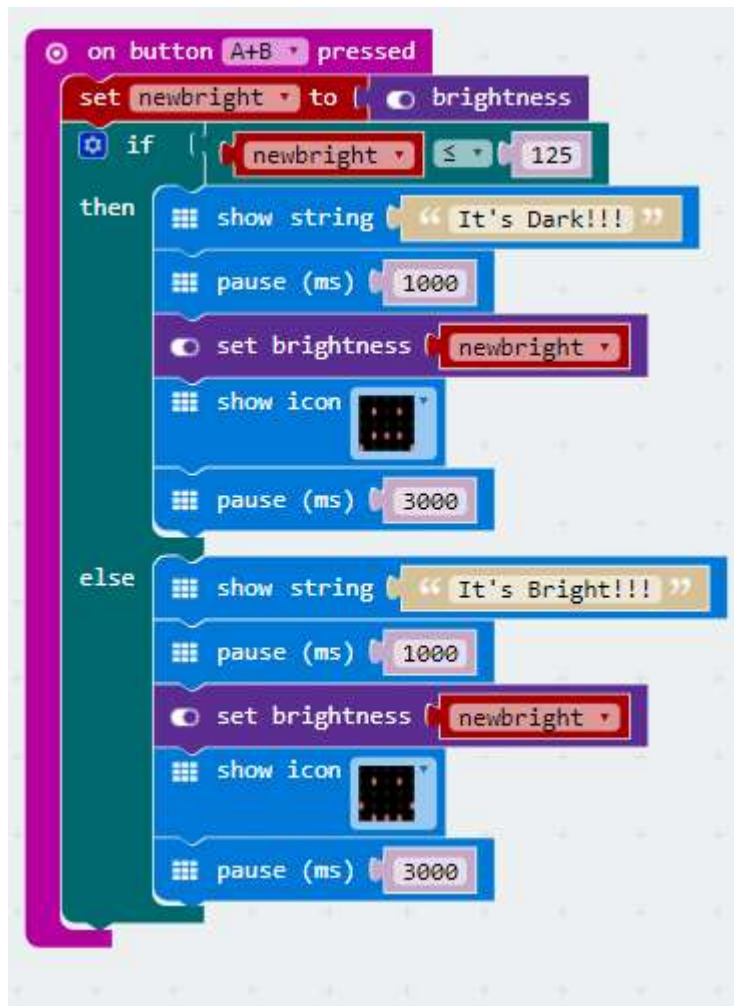 on button A+B pressed
set newbright to brightness
if newbright ≤ 125
then show string “ It's Dark!!! ”
pause (ms) 1000
set brightness newbright
show icon
pause (ms) 3000
else show string “ It's Bright!!! ”
pause (ms) 1000
set brightness newbright
show icon
pause (ms) 3000